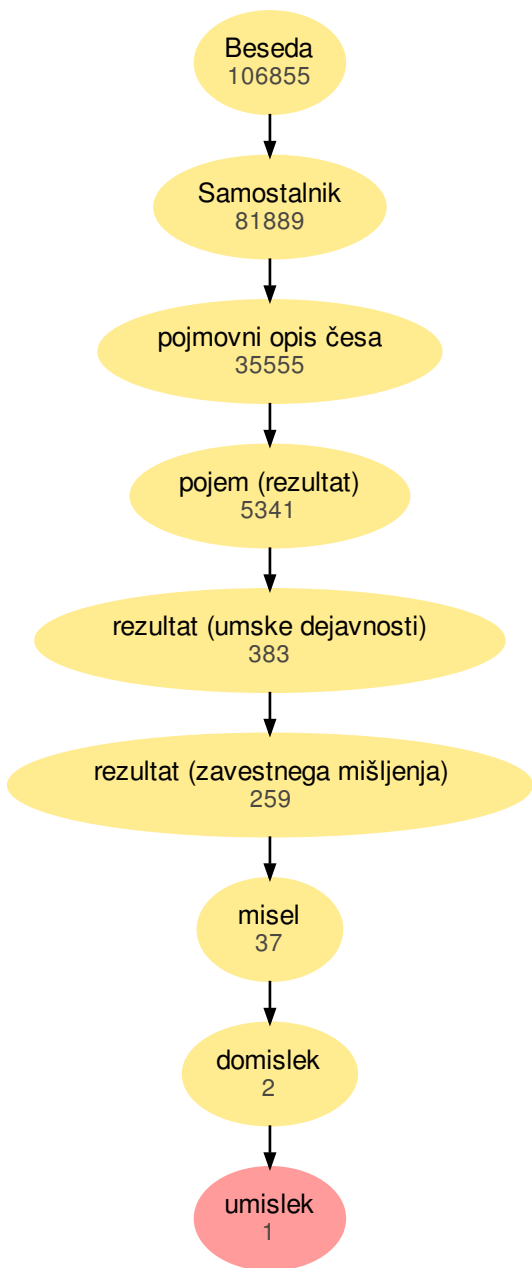 Beseda
106855
Samostalnik
81889
pojmovni opis česa
35555
pojem (rezultat)
5341
rezultat (umske dejavnosti)
383
rezultat (zavestnega mišljenja)
259
misel
37
domislek
2
umislek
1